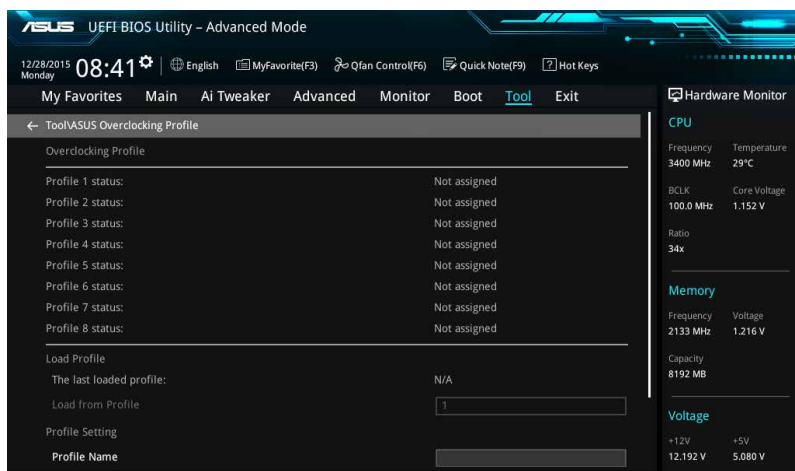 ASUS UEFI BIOS Utility – Advanced Mode
12/28/2015 Monday 08:41 English MyFavorite(F3) Qfan Control(F6) Quick Note(F9) ? Hot Keys
My Favorites Main Ai Tweaker Advanced Monitor Boot Tool Exit
← Tool\ASUS Overclocking Profile
Overclocking Profile
Profile 1 status: Not assigned
Profile 2 status: Not assigned
Profile 3 status: Not assigned
Profile 4 status: Not assigned
Profile 5 status: Not assigned
Profile 6 status: Not assigned
Profile 7 status: Not assigned
Profile 8 status: Not assigned
Load Profile
The last loaded profile: N/A
Load from Profile 1
Profile Setting
Profile Name
Hardware Monitor
CPU
Frequency Temperature
3400 MHz 29°C
BCLK Core Voltage
100.0 MHz 1.152 V
Ratio
34x
Memory
Frequency Voltage
2133 MHz 1.216 V
Capacity
8192 MB
Voltage
+12V +5V
12.192 V 5.080 V